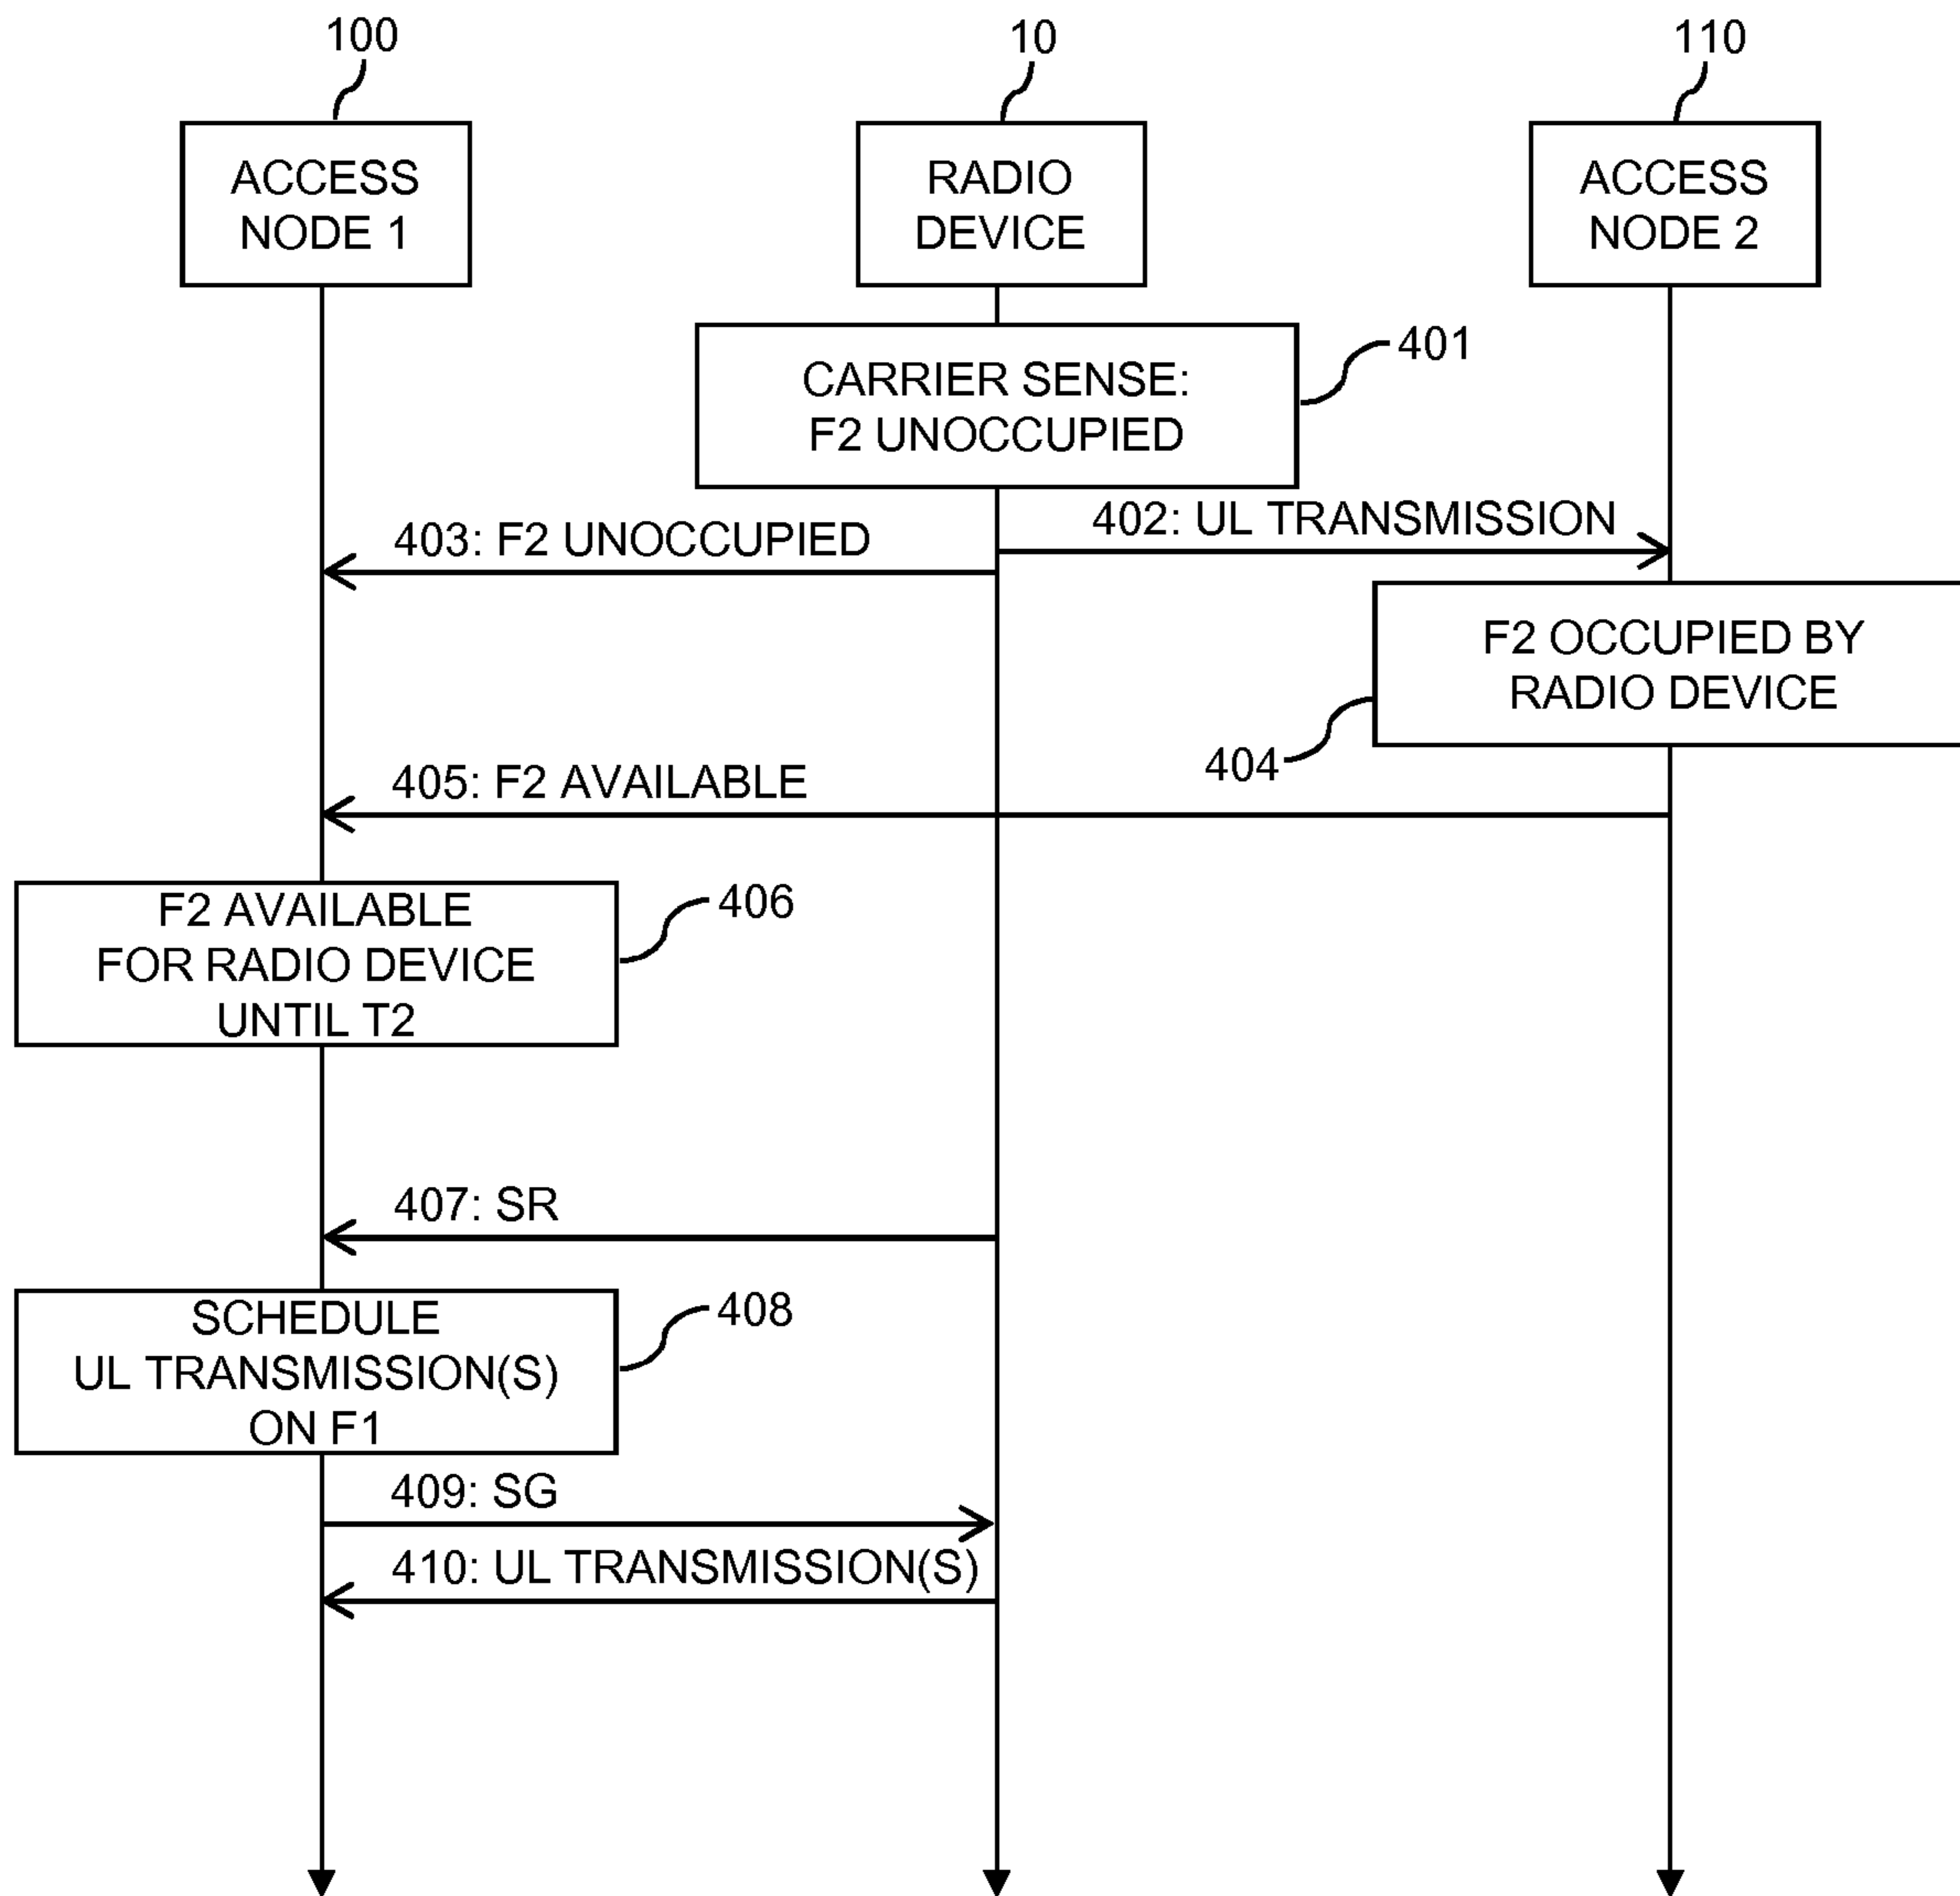 100
10
110
ACCESS
NODE 1
RADIO
DEVICE
ACCESS
NODE 2
CARRIER SENSE:
F2 UNOCCUPIED
401
402: UL TRANSMISSION
403: F2 UNOCCUPIED
F2 OCCUPIED BY
RADIO DEVICE
404
405: F2 AVAILABLE
F2 AVAILABLE
FOR RADIO DEVICE
UNTIL T2
406
407: SR
SCHEDULE
UL TRANSMISSION(S)
ON F1
408
409: SG
410: UL TRANSMISSION(S)